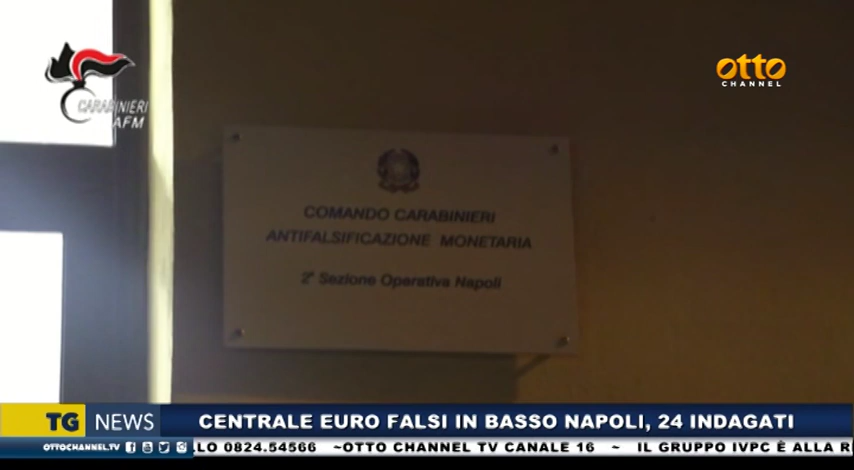 CARABINIERI
AFM
otto
CHANNEL
COMANDO CARABINIERI
ANTIFALSIFICAZIONE MONETARIA
2ª Sezione Operativa Napoli
TG NEWS
CENTRALE EURO FALSI IN BASSO NAPOLI, 24 INDAGATI
OTTOCHANNEL.TV
LO 0824.54566 ~OTTO CHANNEL TV CANALE 16 ~ IL GRUPPO IVPC È ALLA R